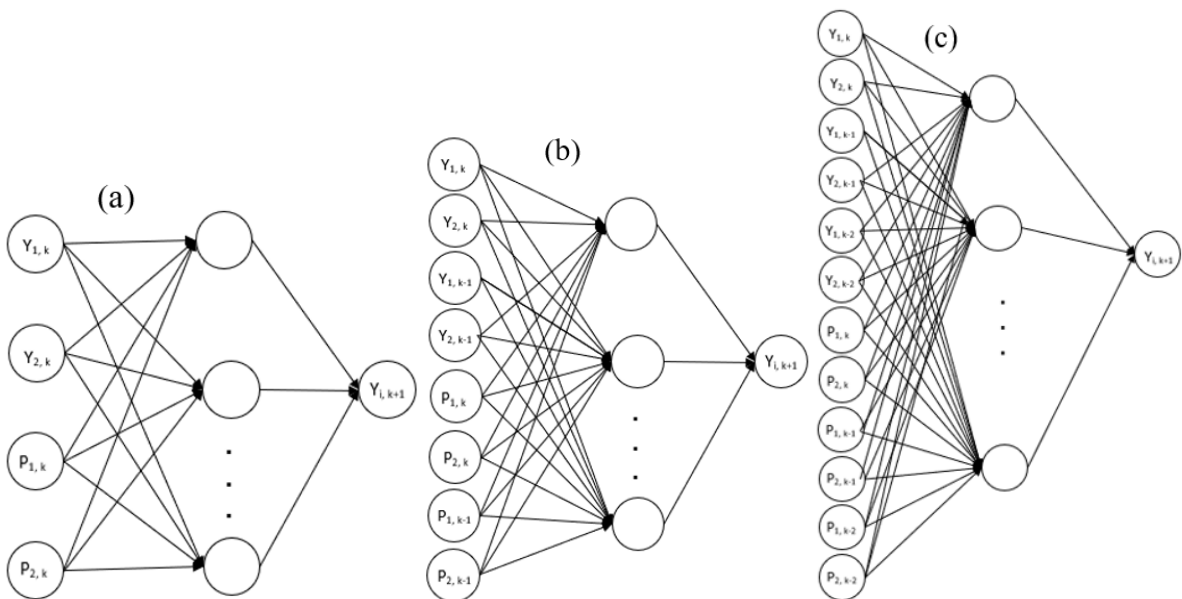 (a)
Y1, k
Y2, k
P1, k
P2, k
Yi, k+1
(b)
Y1, k
Y2, k
Y1, k-1
Y2, k-1
P1, k
P2, k
P1, k-1
P2, k-1
Yi, k+1
(c)
Y1, k
Y2, k
Y1, k-1
Y2, k-1
Y1, k-2
Y2, k-2
P1, k
P2, k
P1, k-1
P2, k-1
P1, k-2
P2, k-2
Yi, k+1